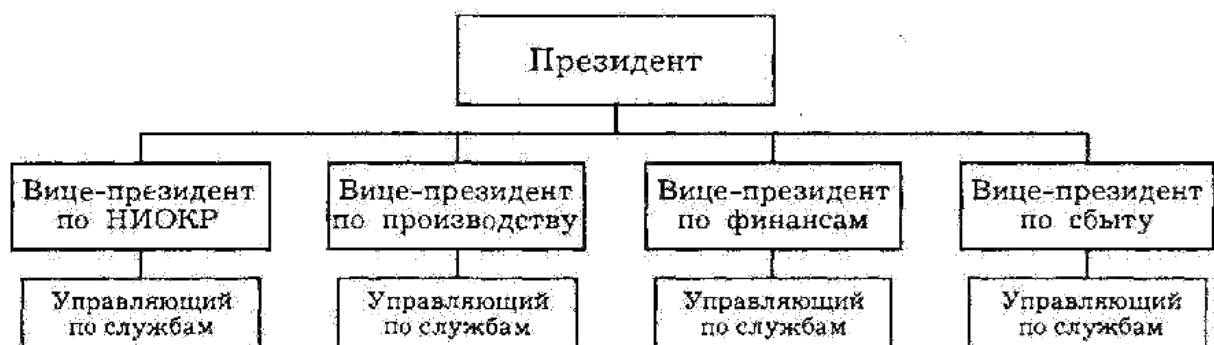 Президент
Вице-президент
по НИОКР
Вице-президент
по производству
Вице-президент
по финансам
Вице-президент
по сбыту
Управляющий
по службам
Управляющий
по службам
Управляющий
по службам
Управляющий
по службам